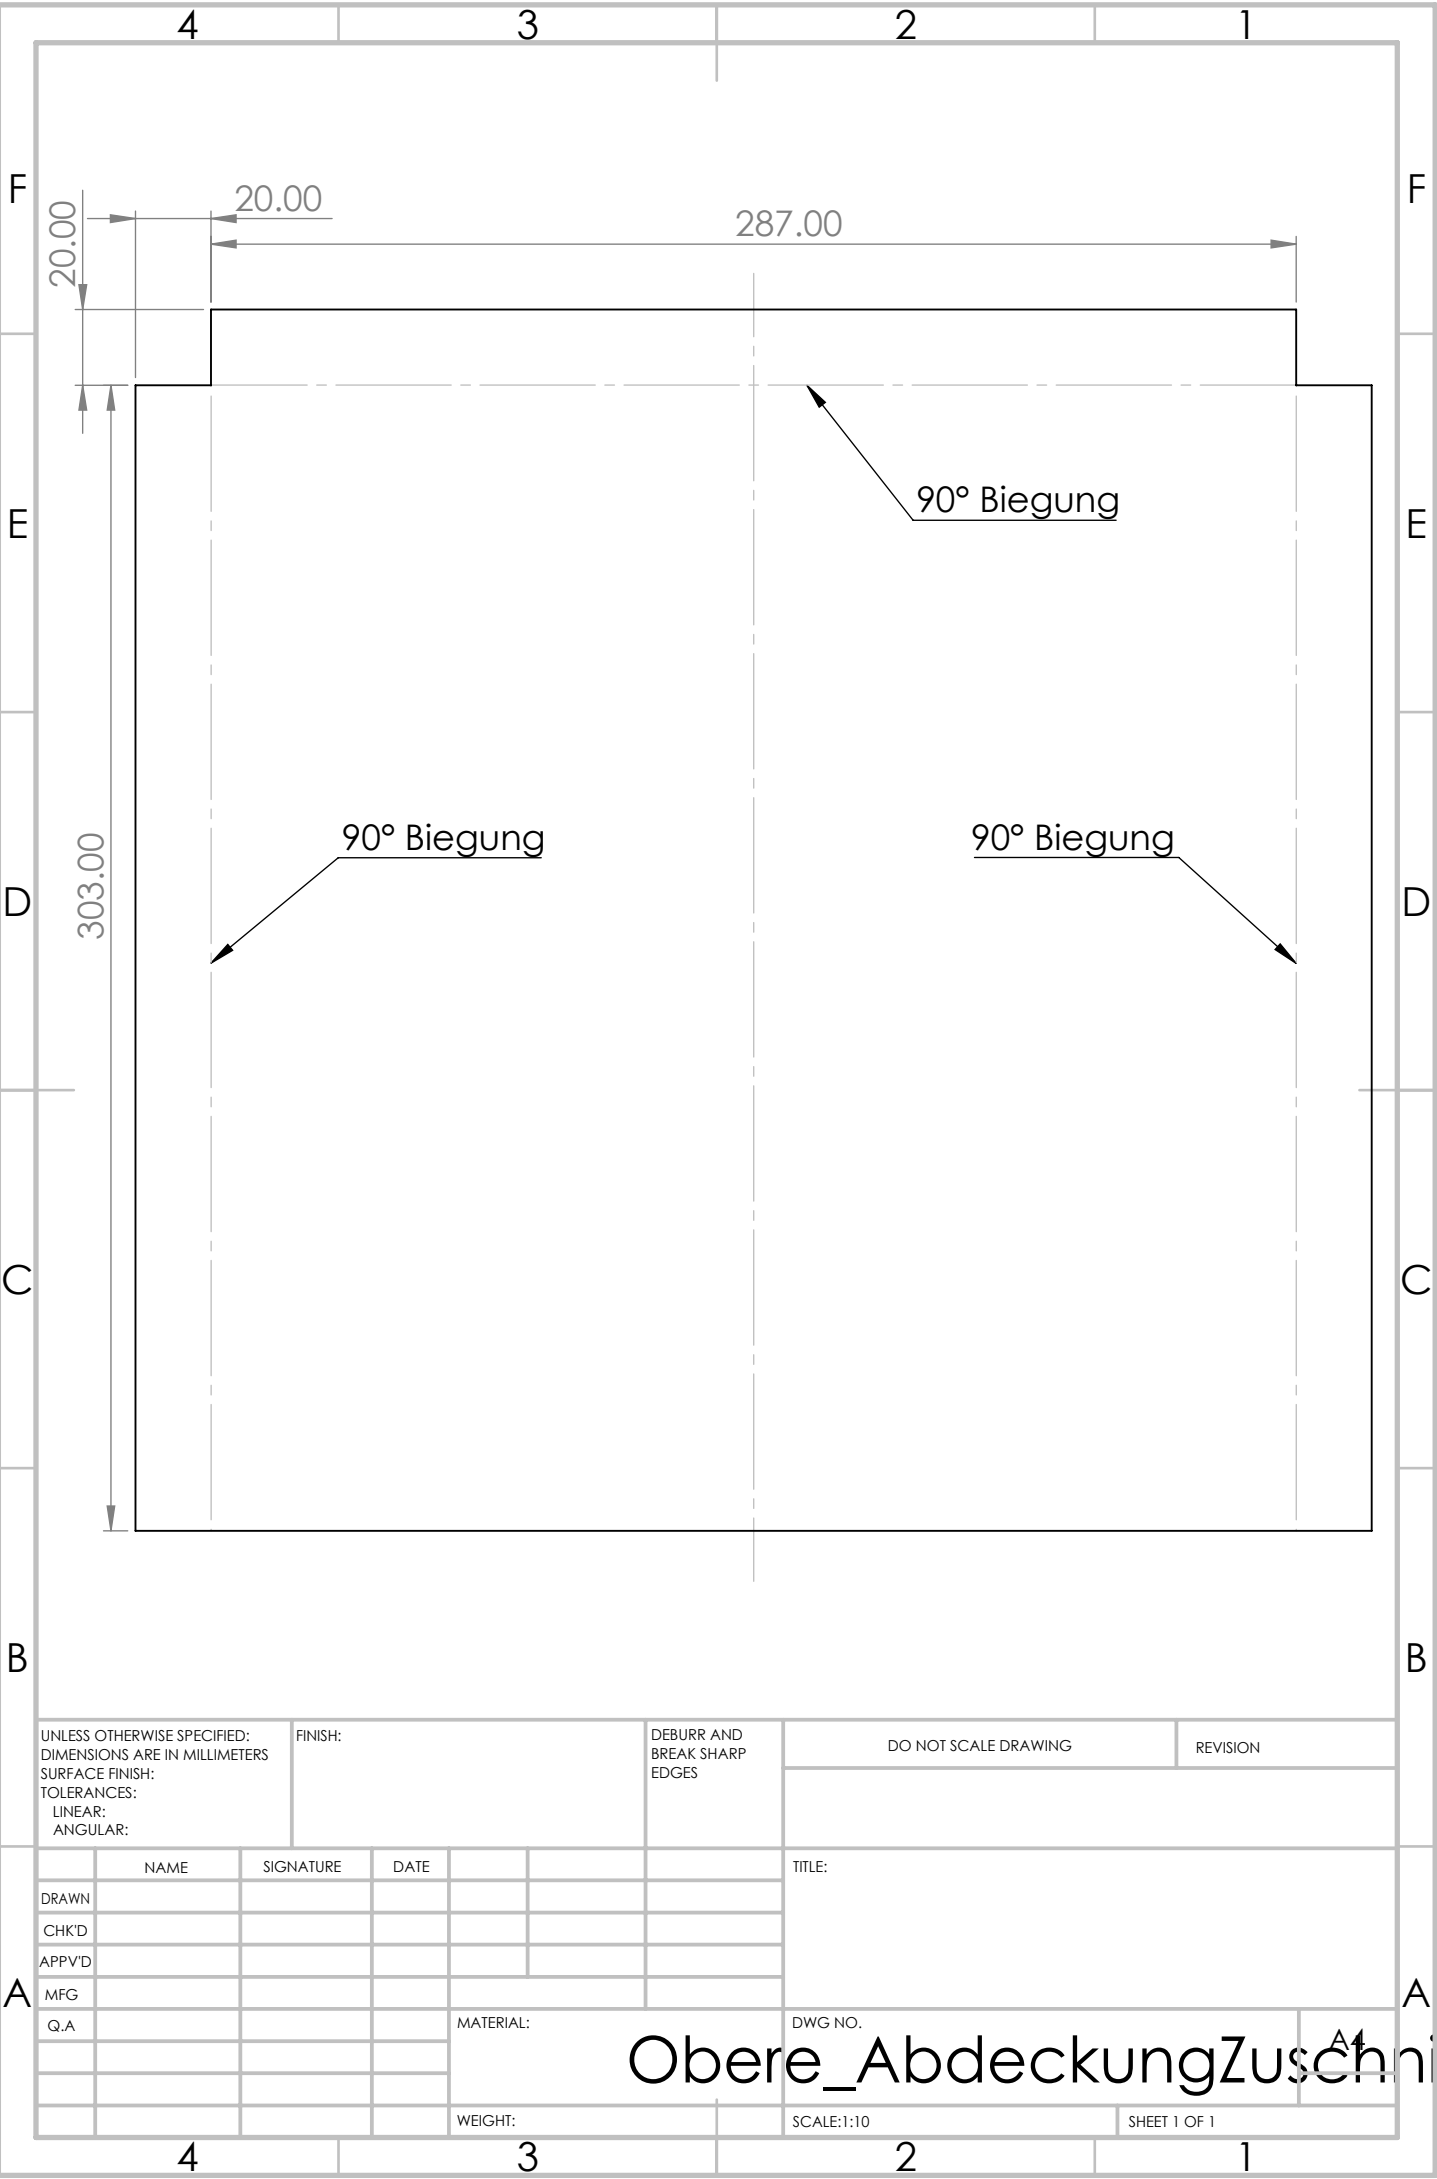 4 3 2 1
F F
20.00
20.00
287.00
90° Biegung
E E
90° Biegung
90° Biegung
303.00
D D
C C
B B
UNLESS OTHERWISE SPECIFIED:
DIMENSIONS ARE IN MILLIMETERS
SURFACE FINISH:
TOLERANCES:
LINEAR:
ANGULAR:
FINISH:
DEBURR AND
BREAK SHARP
EDGES
DO NOT SCALE DRAWING
REVISION
NAME SIGNATURE DATE
TITLE:
DRAWN
CHK'D
APPV'D
MFG
A A
Q.A
MATERIAL:
DWG NO.
Obere_AbdeckungZuschni
A4
WEIGHT:
SCALE:1:10
SHEET 1 OF 1
4 3 2 1